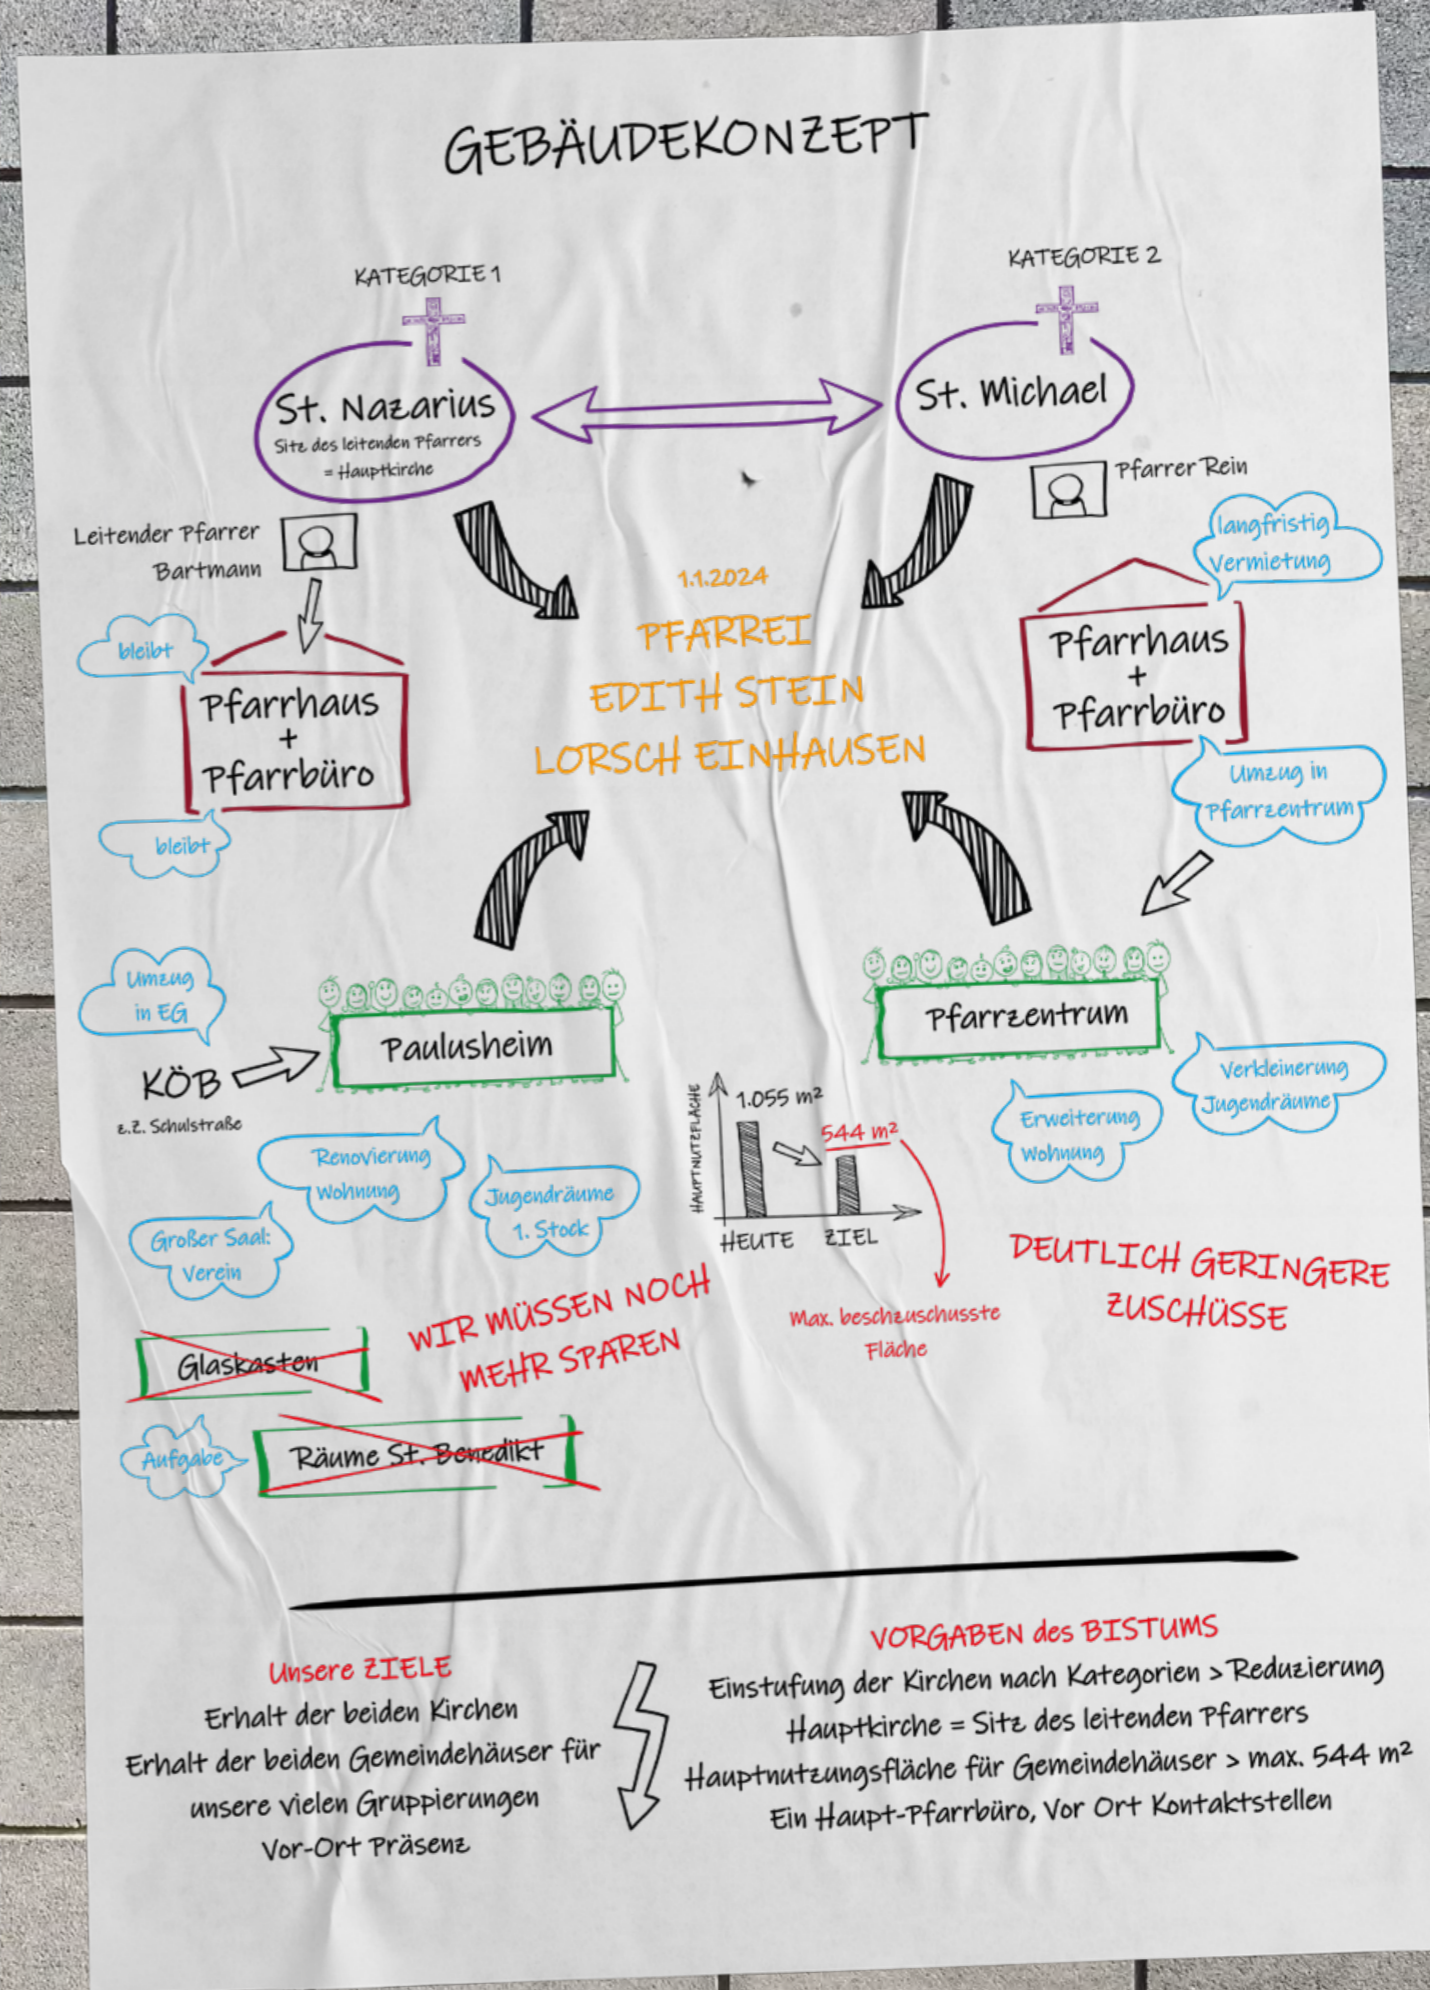 GEBÄUDEKONZEPT
KATEGORIE 1
St. Nazarius
Sitz des leitenden Pfarrers
= Hauptkirche
KATEGORIE 2
St. Michael
Leitender Pfarrer
Bartmann
Pfarrer Rein
langfristig
Vermietung
bleibt
Pfarrhaus
+
Pfarrbüro
bleibt
1.1.2024
PFARREI
EDITH STEIN
LORSCH EINHAUSEN
Pfarrhaus
+
Pfarrbüro
Umzug in
Pfarrzentrum
Umzug
in EG
KÖB
z.Z. Schulstraße
Paulusheim
Pfarrzentrum
Renovierung
Wohnung
Jugendräume
1. Stock
Großer Saal:
Verein
HAUPTNUTZFLÄCHE
1.055 m²
544 m²
HEUTE
ZIEL
Max. beschzuschusste
Fläche
Erweiterung
Wohnung
Verkleinerung
Jugendräume
WIR MÜSSEN NOCH
MEHR SPAREN
DEUTLICH GERINGERE
ZUSCHÜSSE
Glaskasten
Aufgabe
Räume St. Benedikt
Unsere ZIELE
Erhalt der beiden Kirchen
Erhalt der beiden Gemeindehäuser für
unsere vielen Gruppierungen
Vor-Ort Präsenz
VORGABEN des BISTUMS
Einstufung der Kirchen nach Kategorien > Reduzierung
Hauptkirche = Sitz des leitenden Pfarrers
Hauptnutzungsfläche für Gemeindehäuser > max. 544 m²
Ein Haupt-Pfarrbüro, Vor Ort Kontaktstellen